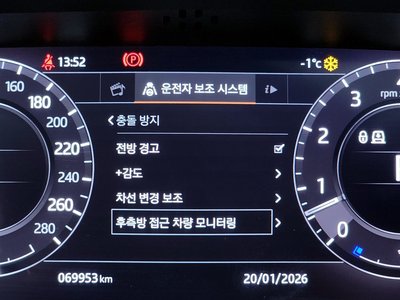 13:52
(P)
-1°c
운전자 보조 시스템
i
충돌 방지
전방 경고
+감도
차선 변경 보조
후측방 접근 차량 모니터링
160
180
200
220
240
260
280
4
3
2
1
0
rpm
069953 km
20/01/2026